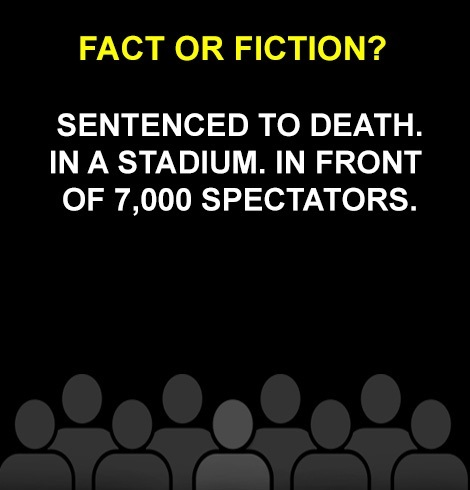 FACT OR FICTION?
SENTENCED TO DEATH.
IN A STADIUM. IN FRONT
OF 7,000 SPECTATORS.